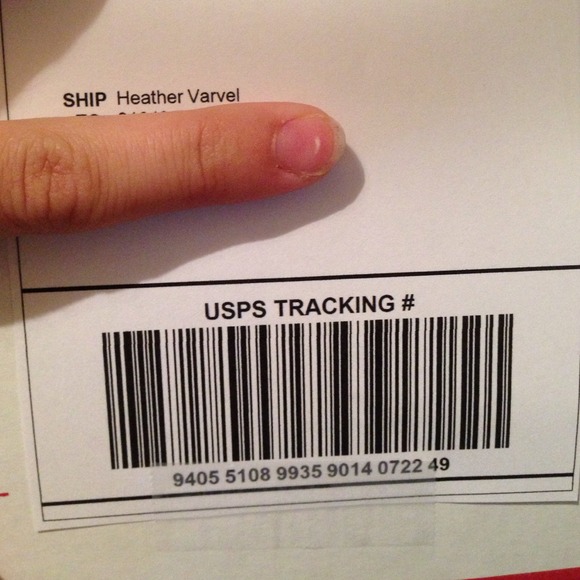 SHIP Heather Varvel
USPS TRACKING #
9405 5108 9935 9014 0722 49